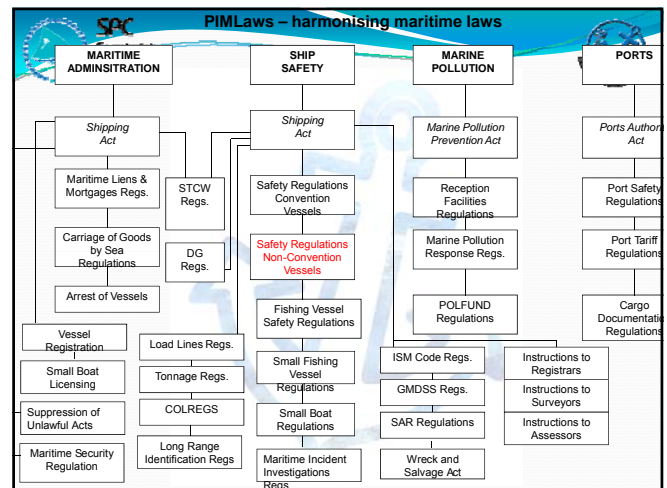 SPC
PIMLaws – harmonising maritime laws
MARITIME
ADMINSITRATION
SHIP
SAFETY
MARINE
POLLUTION
PORTS
Shipping
Act
Shipping
Act
Marine Pollution
Prevention Act
Ports Authori
Act
Maritime Liens &
Mortgages Regs.
STCW
Regs.
Safety Regulations
Convention
Vessels
Reception
Facilities
Regulations
Port Safety
Regulations
Carriage of Goods
by Sea
Regulations
DG
Regs.
Safety Regulations
Non-Convention
Vessels
Marine Pollution
Response Regs.
Port Tariff
Regulations
Arrest of Vessels
Fishing Vessel
Safety Regulations
POLFUND
Regulations
Cargo
Documentatio
Regulations
Vessel
Registration
Load Lines Regs.
Small Fishing
Vessel
Regulations
ISM Code Regs.
Instructions to
Registrars
Small Boat
Licensing
Tonnage Regs.
GMDSS Regs.
Instructions to
Surveyors
Suppression of
Unlawful Acts
COLREGS
Small Boat
Regulations
SAR Regulations
Instructions to
Assessors
Maritime Security
Regulation
Long Range
Identification Regs
Maritime Incident
Investigations
Regs
Wreck and
Salvage Act